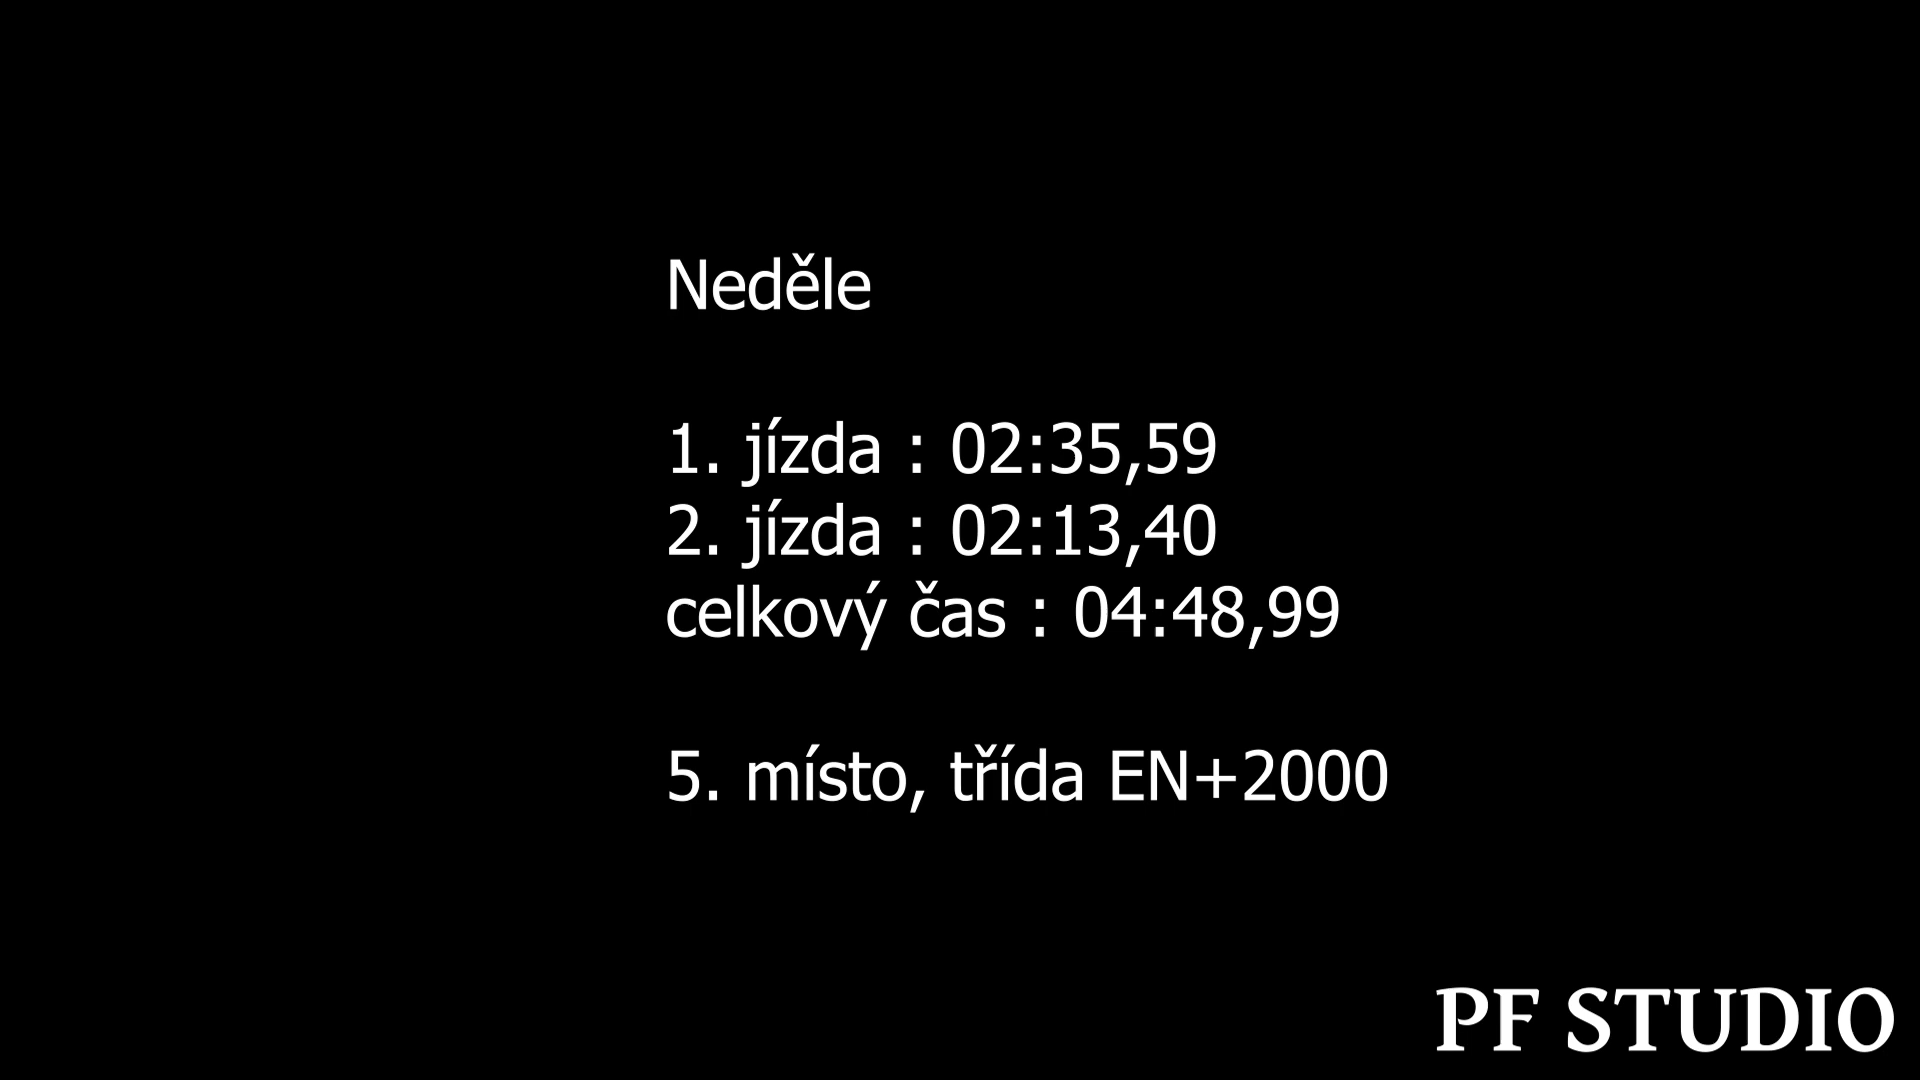 Neděle
1. jízda : 02:35,59
2. jízda : 02:13,40
celkový čas : 04:48,99
5. místo, třída EN+2000
PF STUDIO